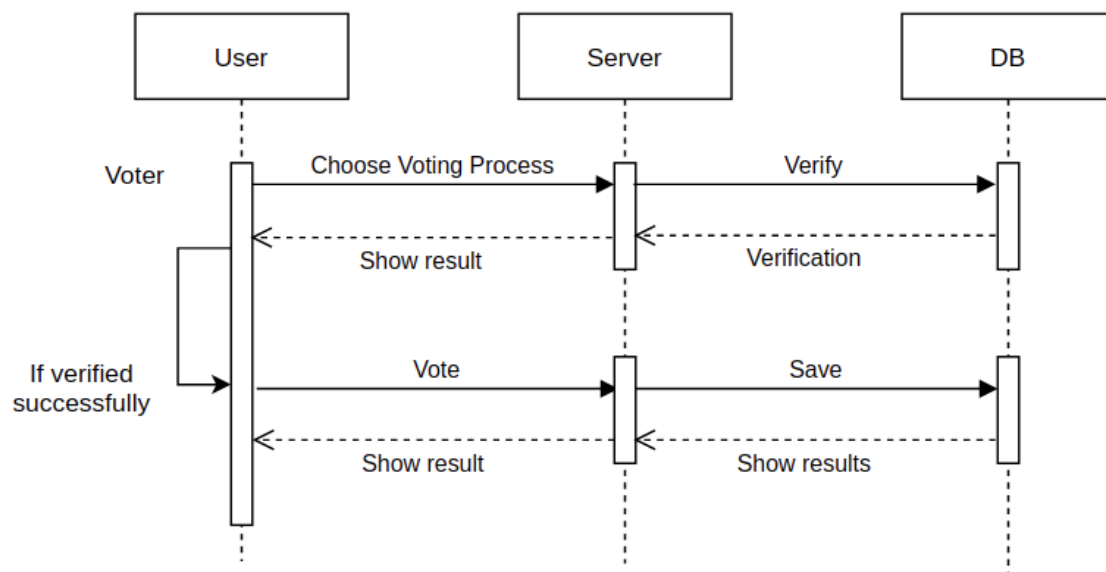 User
Server
DB
Voter
Choose Voting Process
Verify
Show result
Verification
If verified
successfully
Vote
Save
Show result
Show results